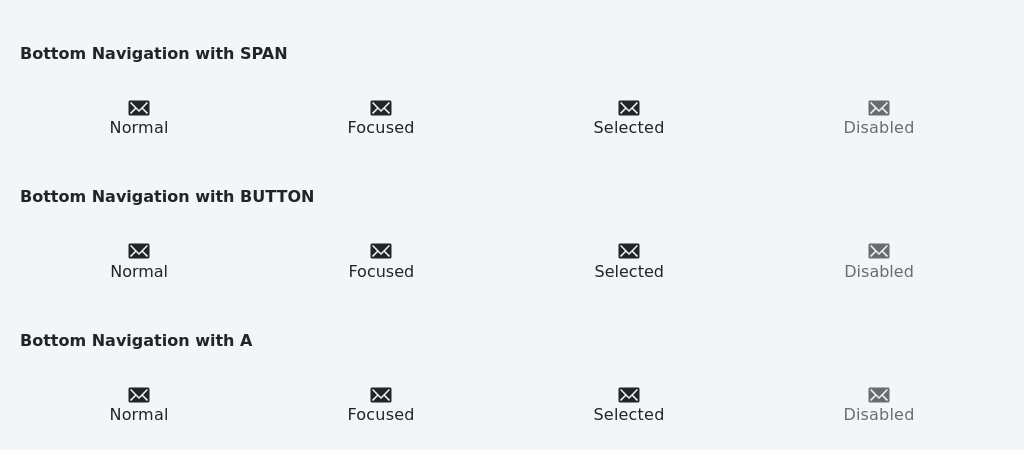 Bottom Navigation with SPAN
Normal Focused Selected Disabled
Bottom Navigation with BUTTON
Normal Focused Selected Disabled
Bottom Navigation with A
Normal Focused Selected Disabled